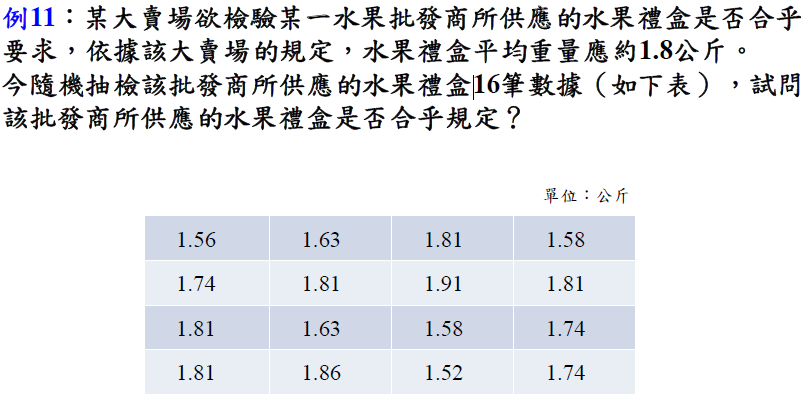 例11：某大賣場欲檢驗某一水果批發商所供應的水果禮盒是否合乎
要求，依據該大賣場的規定，水果禮盒平均重量應約1.8公斤。
今隨機抽檢該批發商所供應的水果禮盒16筆數據（如下表），試問
該批發商所供應的水果禮盒是否合乎規定？
單位：公斤
1.56 1.63 1.81 1.58
1.74 1.81 1.91 1.81
1.81 1.63 1.58 1.74
1.81 1.86 1.52 1.74